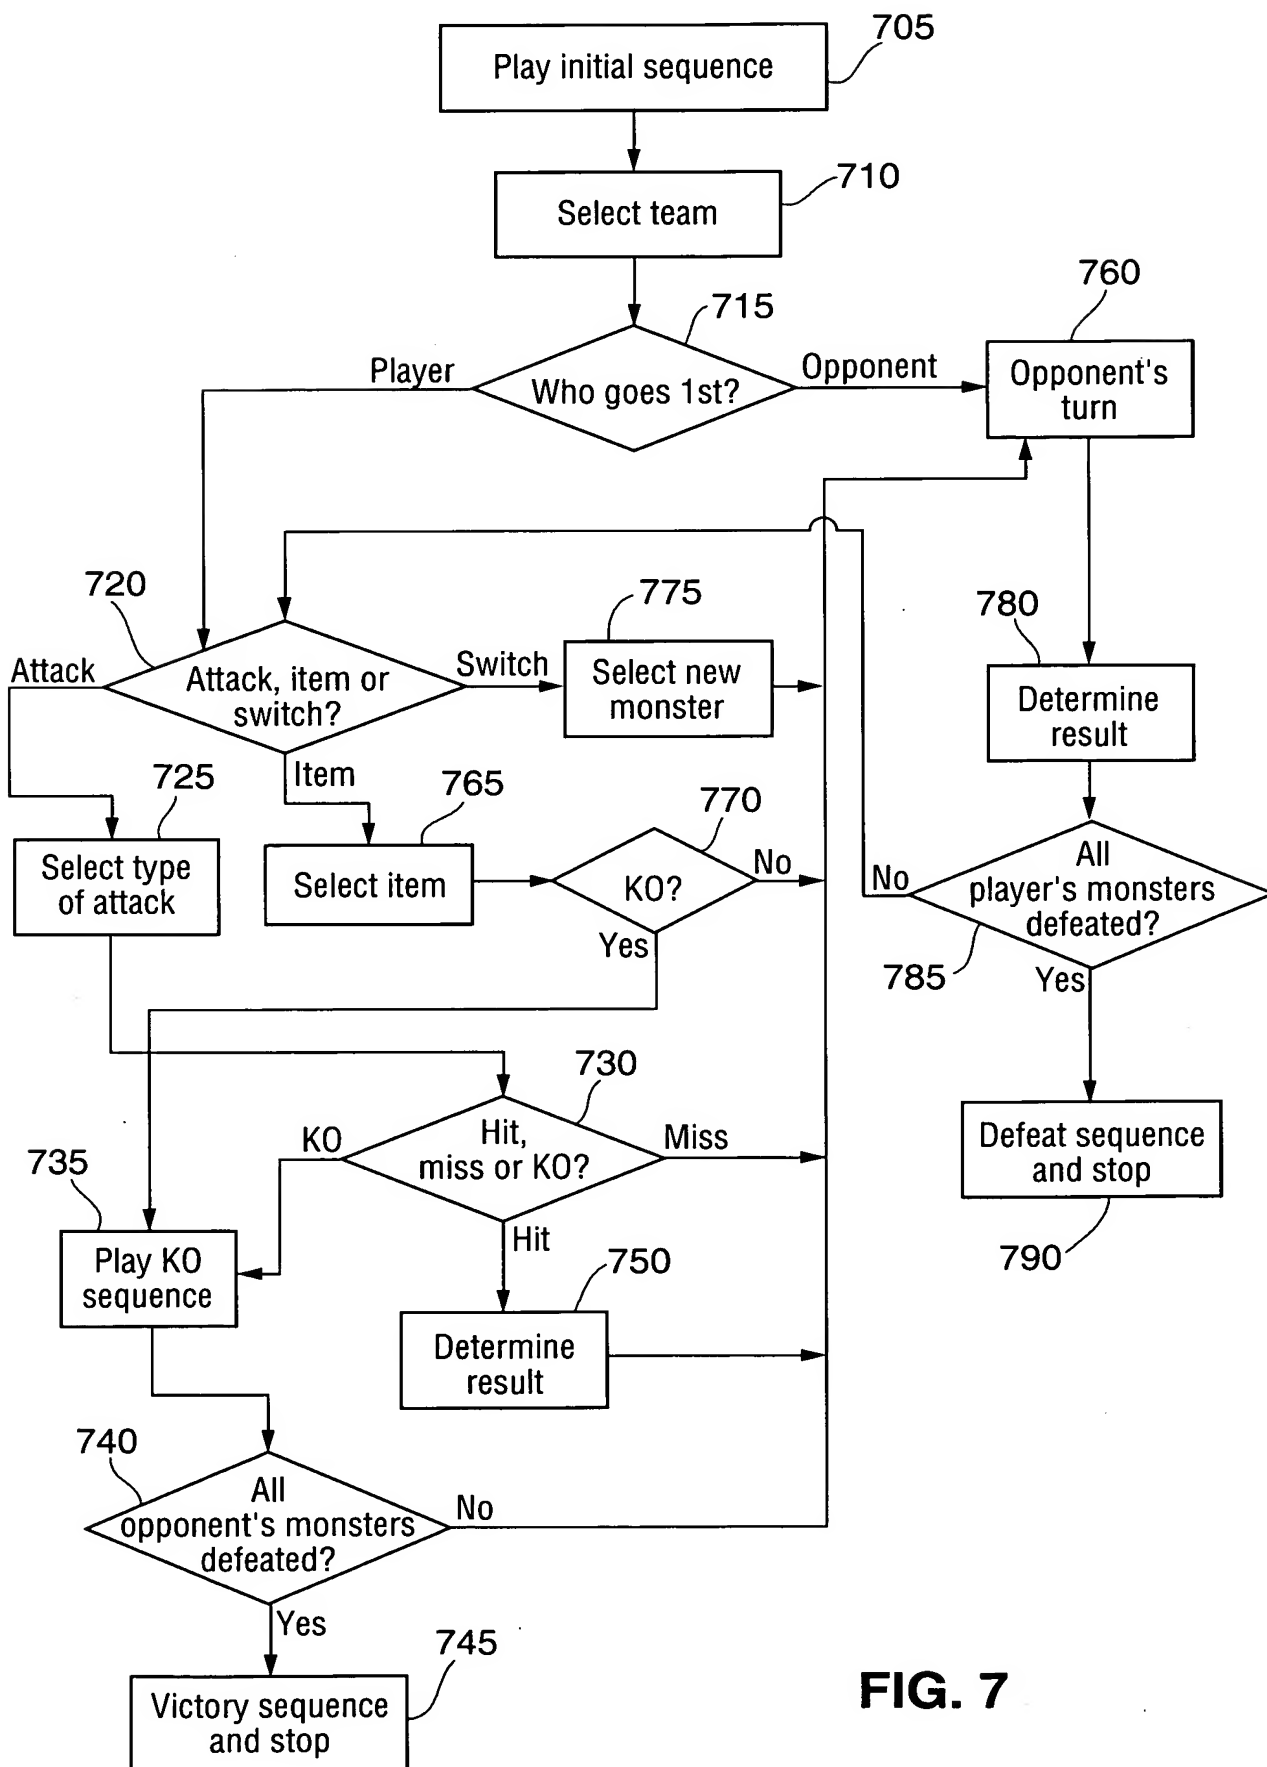 705
Play initial sequence
710
Select team
715
760
Player
Who goes 1st?
Opponent
Opponent's
turn
720
775
780
Attack
Attack, item or
switch?
Switch
Select new
monster
Determine
result
Item
725
765
770
Select type
of attack
Select item
KO?
No
Yes
No
All
player's monsters
defeated?
785
Yes
730
KO
Hit,
miss or KO?
Miss
Hit
Defeat sequence
and stop
790
735
Play KO
sequence
750
Determine
result
740
All
opponent's monsters
defeated?
No
Yes
745
Victory sequence
and stop
FIG. 7